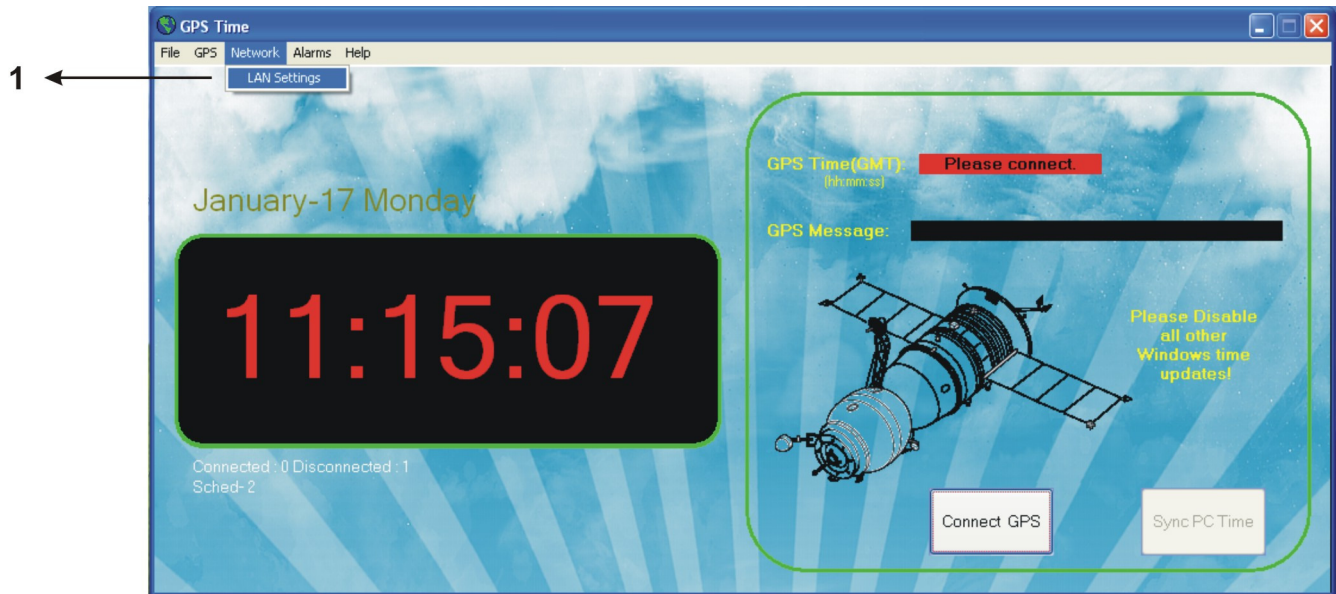 GPS Time
File GPS Network Alarms Help
1
LAN Settings
January-17 Monday
11:15:07
Connected : 0 Disconnected : 1
Sched- 2
GPS Time(GMT): Please connect.
(hh:mm:ss)
GPS Message:
Please Disable
all other
Windows time
updates!
Connect GPS
Sync PC Time